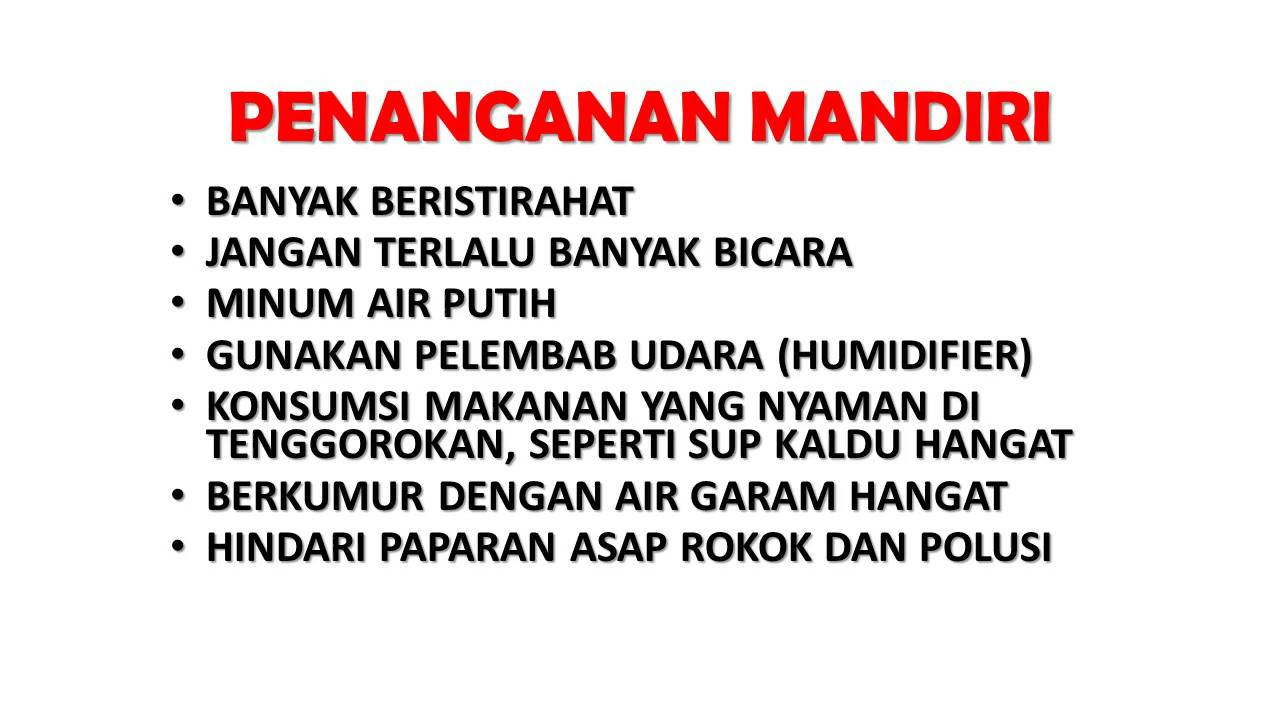 PENANGANAN MANDIRI
• BANYAK BERISTIRAHAT
• JANGAN TERLALU BANYAK BICARA
• MINUM AIR PUTIH
• GUNAKAN PELEMBAB UDARA (HUMIDIFIER)
• KONSUMSI MAKANAN YANG NYAMAN DI
TENGGOROKAN, SEPERTI SUP KALDU HANGAT
• BERKUMUR DENGAN AIR GARAM HANGAT
• HINDARI PAPARAN ASAP ROKOK DAN POLUSI